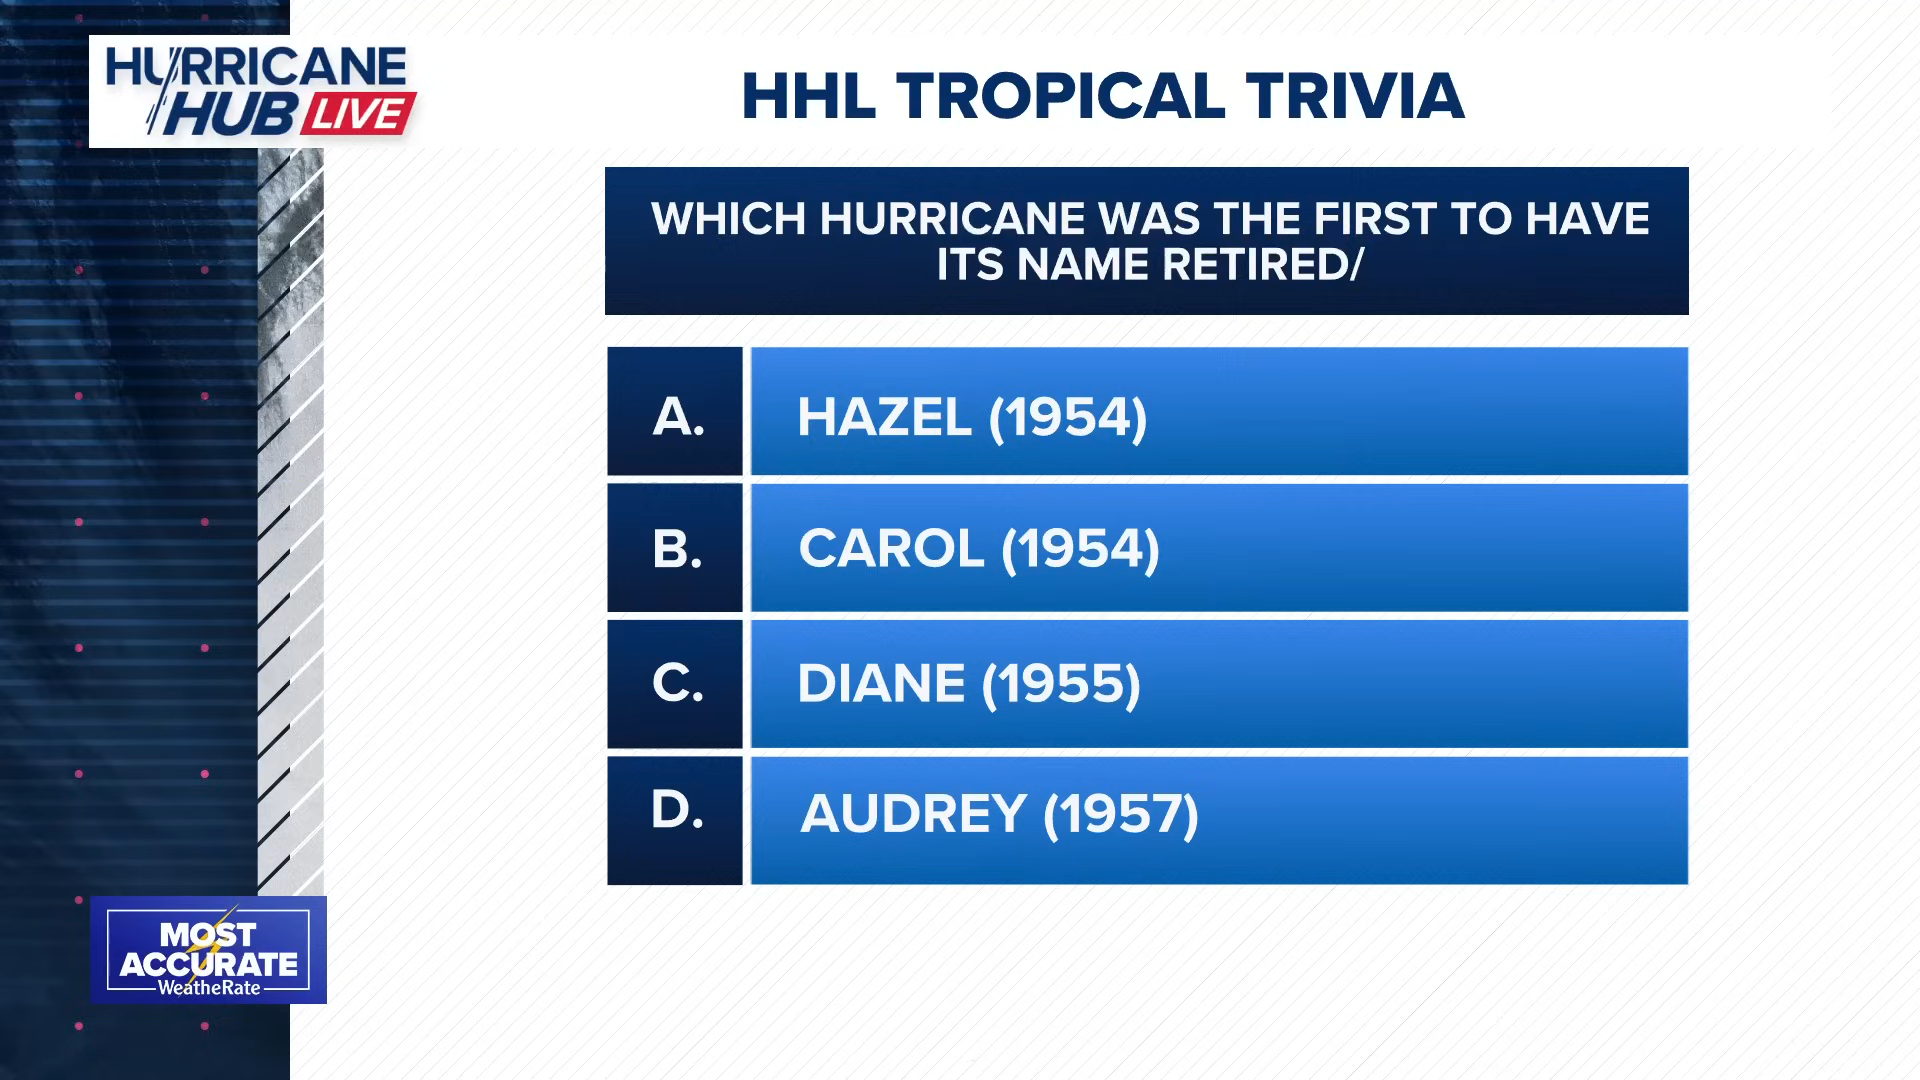 HURRICANE
HUB LIVE
HHL TROPICAL TRIVIA
WHICH HURRICANE WAS THE FIRST TO HAVE
ITS NAME RETIRED/
A. HAZEL (1954)
B. CAROL (1954)
C. DIANE (1955)
D. AUDREY (1957)
MOST
ACCURATE
WeatheRate